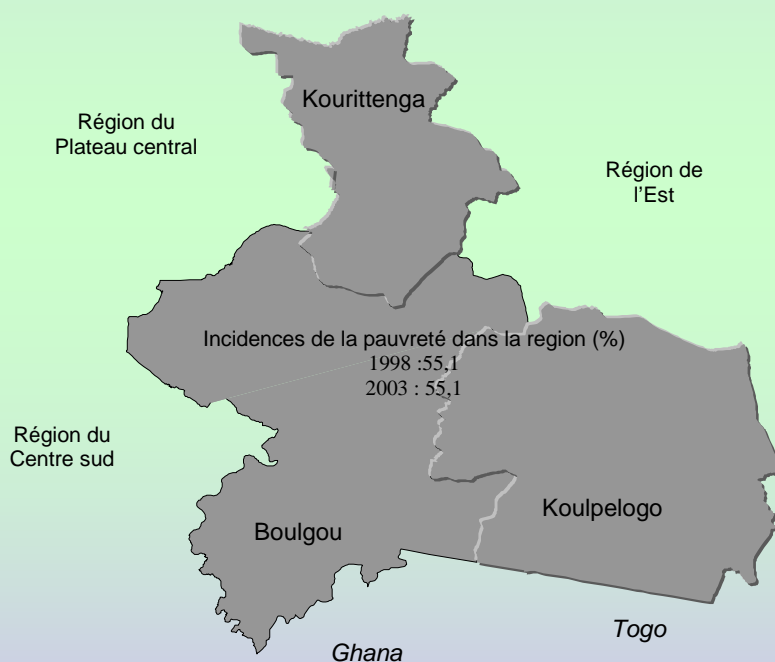 Kourittenga
Région du
Plateau central
Région de
l'Est
Incidences de la pauvreté dans la region (%)
1998 :55,1
2003 : 55,1
Région du
Centre sud
Koulpelogo
Boulgou
Togo
Ghana